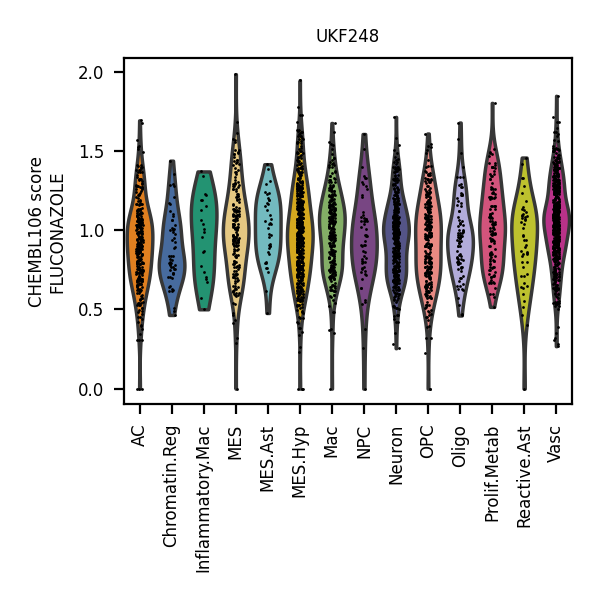 UKF248
CHEMBL106 score
FLUCONAZOLE
2.0
1.5
1.0
0.5
0.0
AC
Chromatin.Reg
Inflammatory.Mac
MES
MES.Ast
MES.Hyp
Mac
NPC
Neuron
OPC
Oligo
Prolif.Metab
Reactive.Ast
Vasc